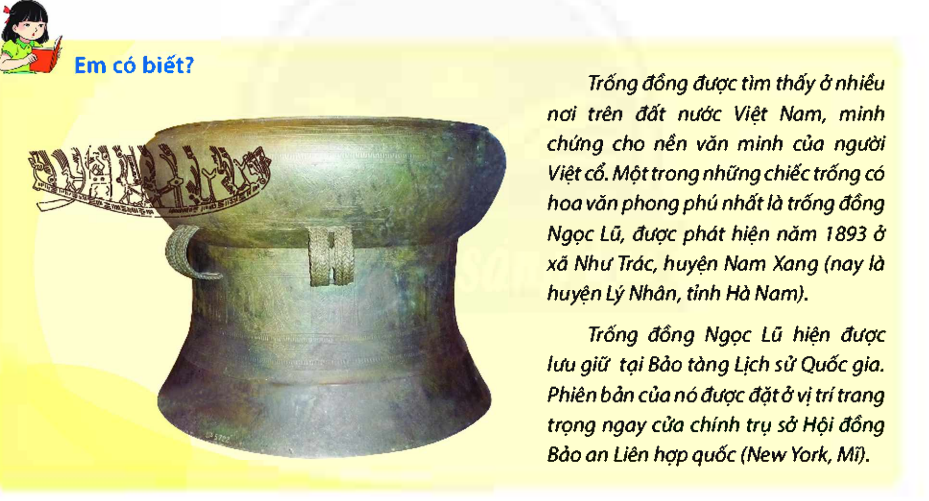 Em có biết?
Trống đồng được tìm thấy ở nhiều
nơi trên đất nước Việt Nam, minh
chứng cho nền văn minh của người
Việt cổ. Một trong những chiếc trống có
hoa văn phong phú nhất là trống đồng
Ngọc Lũ, được phát hiện năm 1893 ở
xã Như Trác, huyện Nam Xang (nay là
huyện Lý Nhân, tỉnh Hà Nam).
Trống đồng Ngọc Lũ hiện được
lưu giữ tại Bảo tàng Lịch sử Quốc gia.
Phiên bản của nó được đặt ở vị trí trang
trọng ngay cửa chính trụ sở Hội đồng
Bảo an Liên hợp quốc (New York, Mĩ).